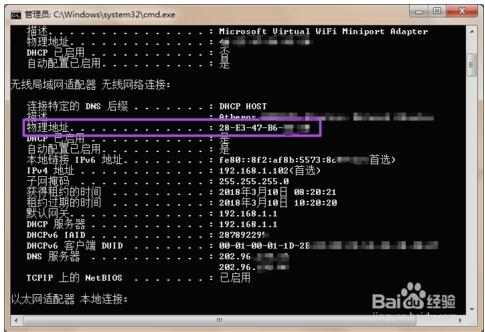 管理员: C:\Windows\system32\cmd.exe
描述. . . . . . . . . . . . . . . : Microsoft Virtual WiFi Miniport Adapter
物理地址. . . . . . . . . . . . . :
DHCP 已启用 . . . . . . . . . . . : 否
自动配置已启用. . . . . . . . . . : 是
无线局域网适配器 无线网络连接:
连接特定的 DNS 后缀 . . . . . . . : DHCP HOST
描述. . . . . . . . . . . . . . . : Atheros
物理地址. . . . . . . . . . . . . : 28-E3-47-B6-
DHCP 已启用 . . . . . . . . . . . : 是
自动配置已启用. . . . . . . . . . : 是
本地链接 IPv6 地址. . . . . . . . : fe80::8f2:af8b:5573:8c 首选>
IPv4 地址 . . . . . . . . . . . . : 192.168.1.102(首选)
子网掩码 . . . . . . . . . . . . : 255.255.255.0
获得租约的时间 . . . . . . . . . : 2018年3月10日 08:20:21
租约过期的时间 . . . . . . . . . : 2018年3月10日 10:20:20
默认网关. . . . . . . . . . . . . : 192.168.1.1
DHCP 服务器 . . . . . . . . . . . : 192.168.1.1
DHCPv6 IAID . . . . . . . . . . . : 28789229
DHCPv6 客户端 DUID . . . . . . . : 00-01-00-01-1D-2E
DNS 服务器 . . . . . . . . . . . : 202.96.
202.96.
TCPIP 上的 NetBIOS . . . . . . . : 已启用
以太网适配器 本地连接:
Baidu 经验
jingyan.baidu.com